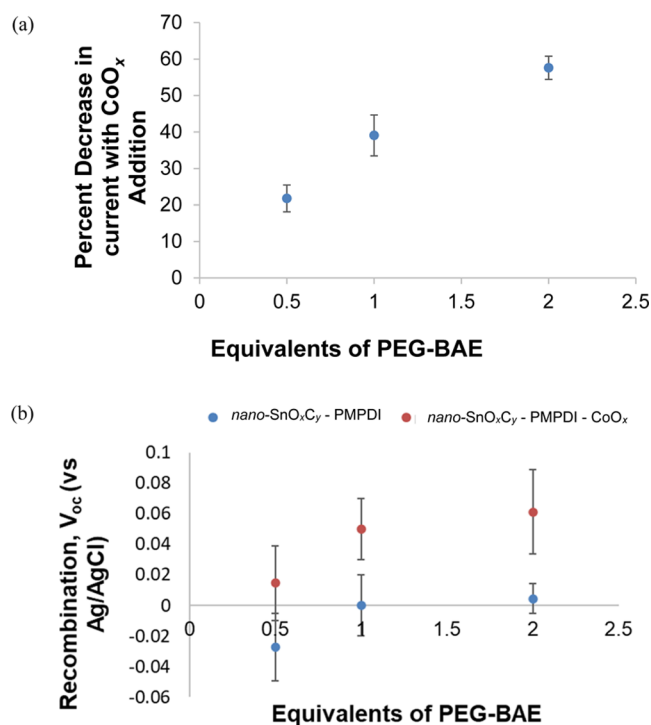 (a)
Percent Decrease in
current with CoOx
Addition
70
60
50
40
30
20
10
0
0 0.5 1 1.5 2 2.5
Equivalents of PEG-BAE
(b)
nano-SnOxCy - PMPDI nano-SnOxCy - PMPDI - CoOx
Recombination, Voc (vs
Ag/AgCl)
0.1
0.08
0.06
0.04
0.02
0
-0.02
-0.04
-0.06
0 0.5 1 1.5 2 2.5
Equivalents of PEG-BAE